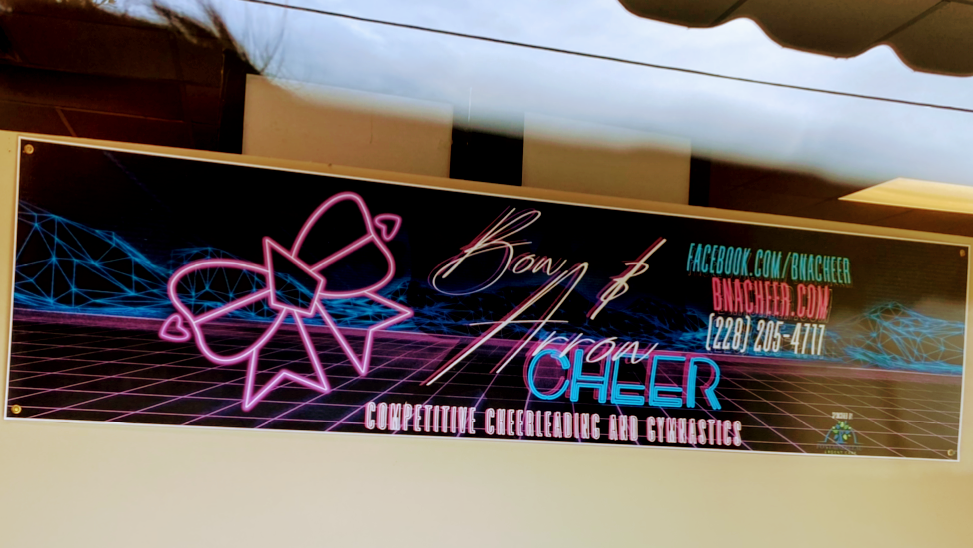 Bow &
Arrow
CHEER
COMPETITIVE CHEERLEADING AND GYMNASTICS
FACEBOOK.COM/BNACHEER
BNACHEER.COM
(228) 205-4717